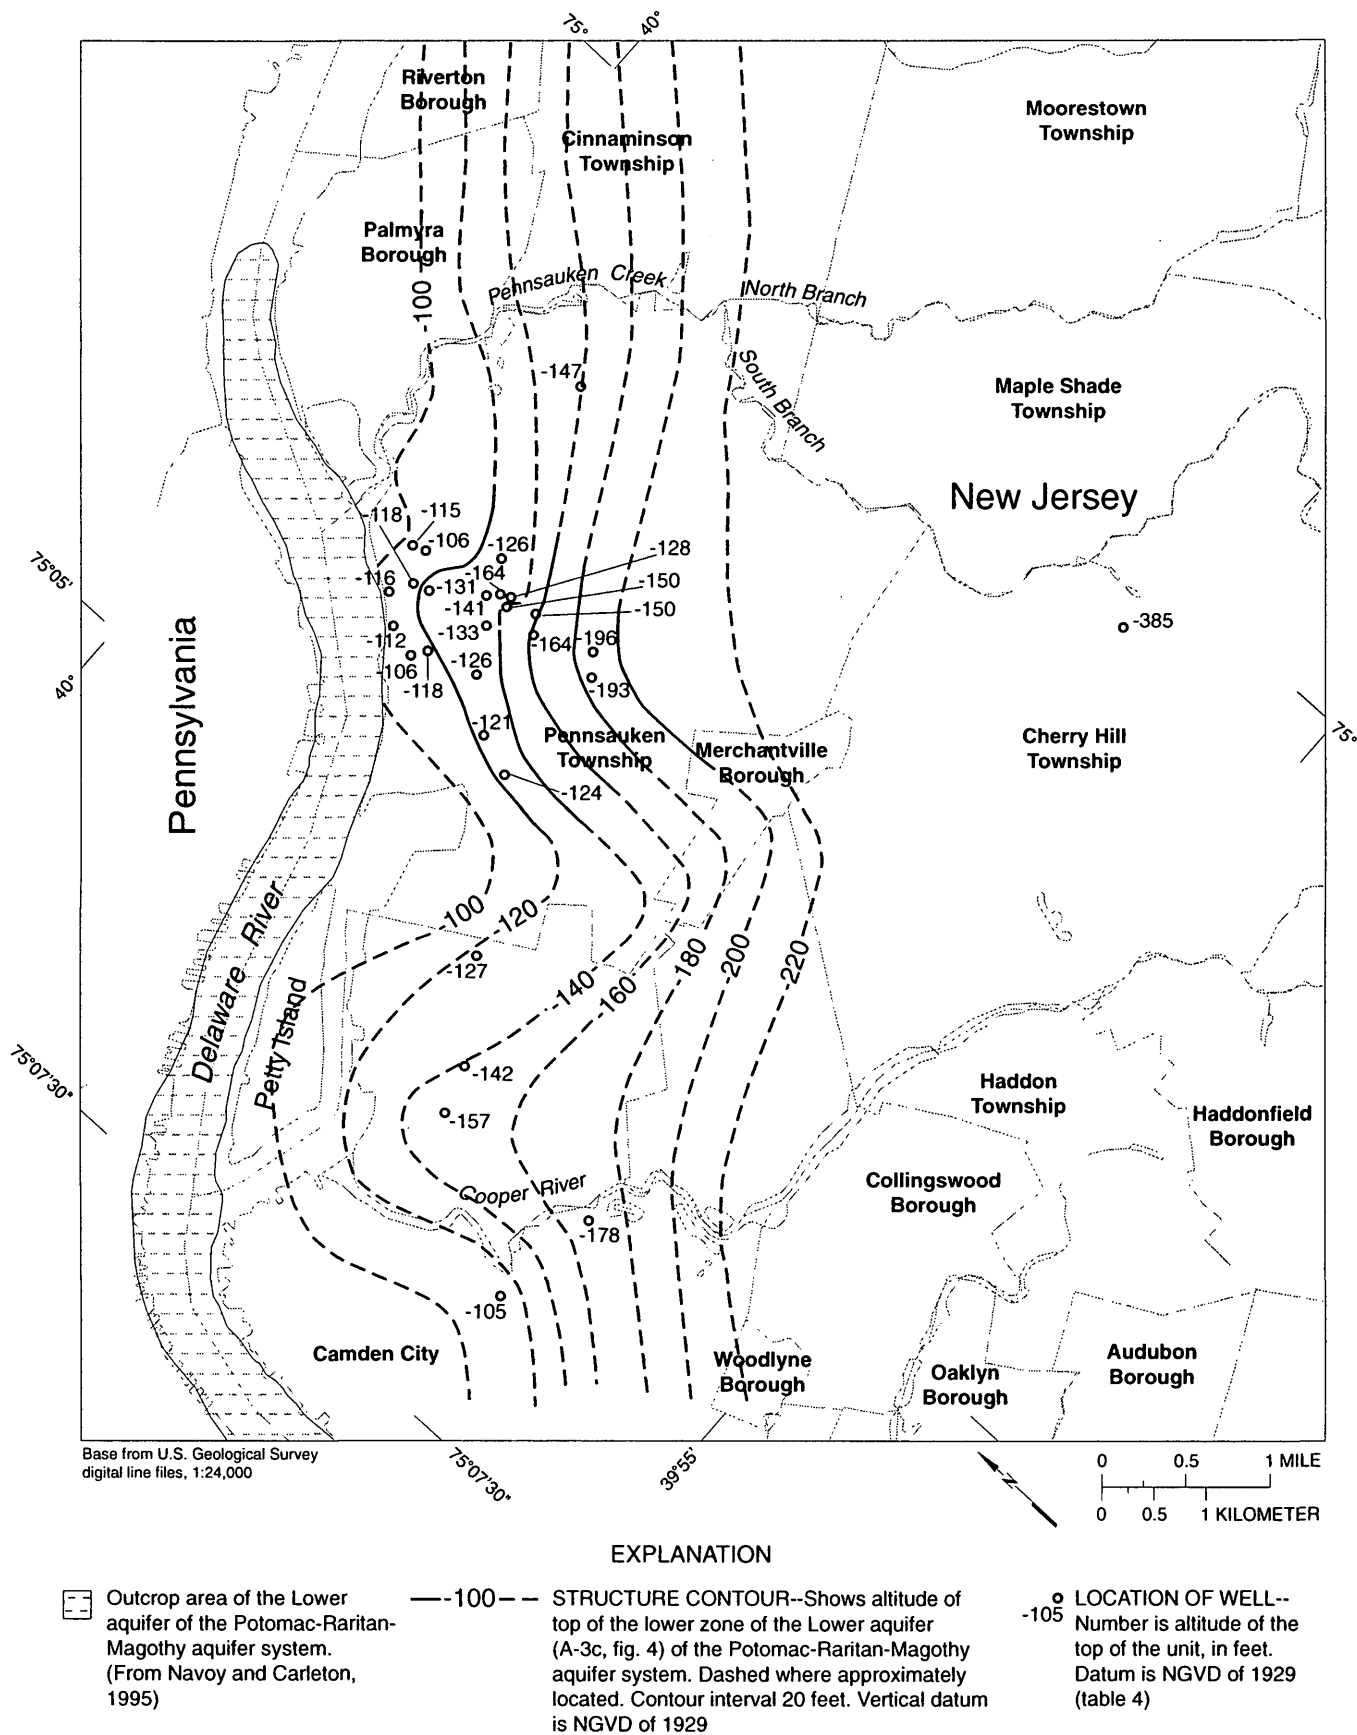 75°
40°
Riverton
Borough
Cinnaminson
Township
Moorestown
Township
Palmyra
Borough
-100
Pennsauken Creek
North Branch
South Branch
-147
Maple Shade
Township
New Jersey
-118
-115
-106
-126
-128
-164
-150
-116
-131
-141
-150
75°05'
-385
-112
-133
-164
-196
-106
-126
-118
-193
40°
Pennsylvania
-121
Pennsauken
Township
Merchantville
Borough
Cherry Hill
Township
75°
-124
-100
-120
-127
-140
-160
-180
-200
-220
Delaware River
Petty Island
-142
-157
75°07'30"
Haddon
Township
Haddonfield
Borough
Collingswood
Borough
Cooper River
-178
-105
Camden City
Woodlyne
Borough
Oaklyn
Borough
Audubon
Borough
Base from U.S. Geological Survey
digital line files, 1:24,000
75°07'30"
39°55'
N
0 0.5 1 MILE
0 0.5 1 KILOMETER
EXPLANATION
Outcrop area of the Lower
aquifer of the Potomac-Raritan-
Magothy aquifer system.
(From Navoy and Carleton,
1995)
-100
STRUCTURE CONTOUR--Shows altitude of
top of the lower zone of the Lower aquifer
(A-3c, fig. 4) of the Potomac-Raritan-Magothy
aquifer system. Dashed where approximately
located. Contour interval 20 feet. Vertical datum
is NGVD of 1929
-105
LOCATION OF WELL--
Number is altitude of the
top of the unit, in feet.
Datum is NGVD of 1929
(table 4)